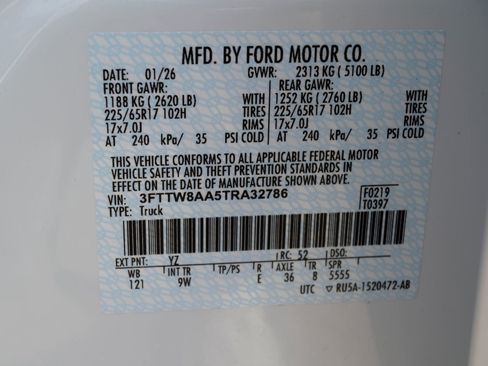 MFD. BY FORD MOTOR CO.
DATE: 01/26 GVWR: 2313 KG ( 5100 LB)
FRONT GAWR: REAR GAWR:
1188 KG ( 2620 LB) WITH 1252 KG ( 2760 LB) WITH
225/65R17 102H TIRES 225/65R17 102H TIRES
17x7.0J RIMS 17x7.0J RIMS
AT 240 kPa/ 35 PSI COLD AT 240 kPa/ 35 PSI COLD
THIS VEHICLE CONFORMS TO ALL APPLICABLE FEDERAL MOTOR
VEHICLE SAFETY AND THEFT PREVENTION STANDARDS IN
EFFECT ON THE DATE OF MANUFACTURE SHOWN ABOVE.
VIN: 3FTTW8AA5TRA32786 F0219
TYPE: Truck T0397
EXT PNT: YZ RC: 52 DSO:
WB INT TR TP/PS R AXLE TR SPR
121 9W E 36 8 5555
UTC ▽ RU5A-1520472-AB